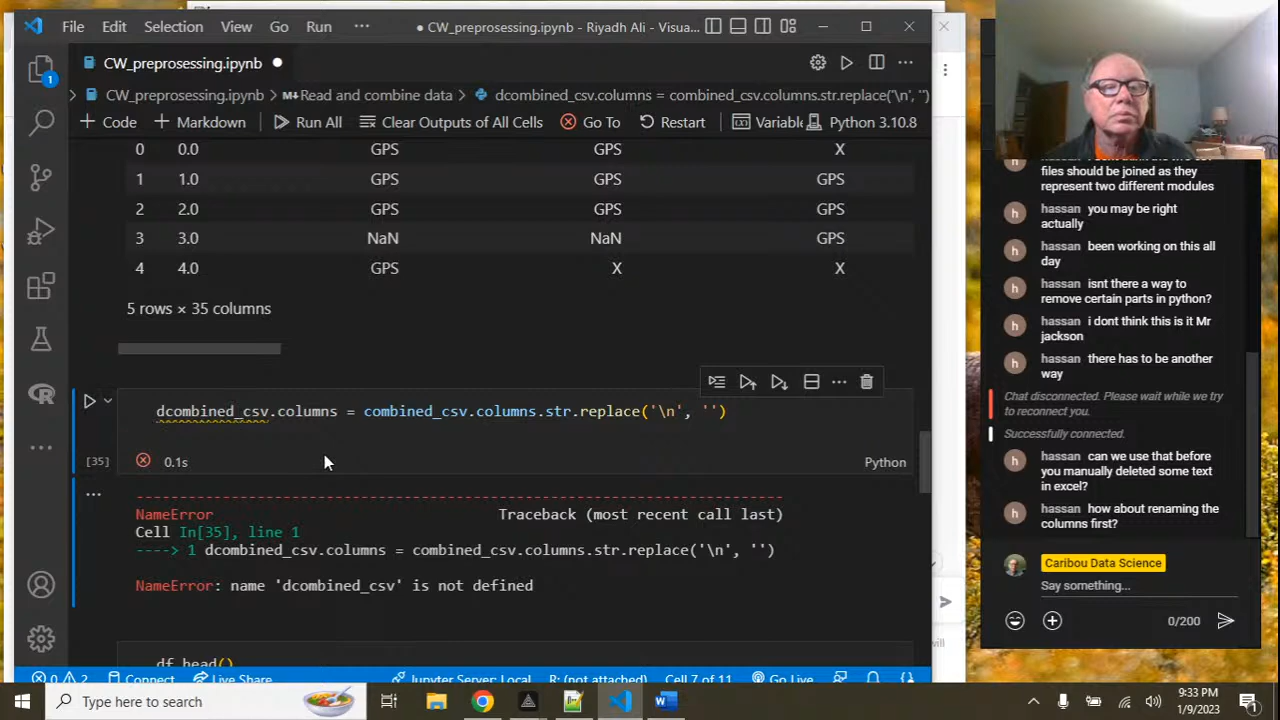 File Edit Selection View Go Run ··· ● CW_preprosessing.ipynb - Riyadh Ali - Visua...
CW_preprosessing.ipynb ●
> CW_preprosessing.ipynb > M↓Read and combine data > dcombined_csv.columns = combined_csv.columns.str.replace('\n', '')
+ Code + Markdown Run All Clear Outputs of All Cells Go To Restart Variable Python 3.10.8
0 0.0 GPS GPS X
1 1.0 GPS GPS GPS
2 2.0 GPS GPS GPS
3 3.0 NaN NaN GPS
4 4.0 GPS X X
5 rows × 35 columns
dcombined_csv.columns = combined_csv.columns.str.replace('\n', '')
[35] 0.1s Python
---------------------------------------------------------------------------
NameError Traceback (most recent call last)
Cell In[35], line 1
----> 1 dcombined_csv.columns = combined_csv.columns.str.replace('\n', '')
NameError: name 'dcombined_csv' is not defined
df.head()
0 2 Connect Live Share Jupyter Server: Local R: (not attached) Cell 7 of 11 Go Live
files should be joined as they
represent two different modules
hassan you may be right
actually
hassan been working on this all
day
hassan isnt there a way to
remove certain parts in python?
hassan i dont think this is it Mr
jackson
hassan there has to be another
way
Chat disconnected. Please wait while we try
to reconnect you.
Successfully connected.
hassan can we use that before
you manually deleted some text
in excel?
hassan how about renaming the
columns first?
Caribou Data Science
Say something...
0/200
will
Type here to search
9:33 PM
1/9/2023
1